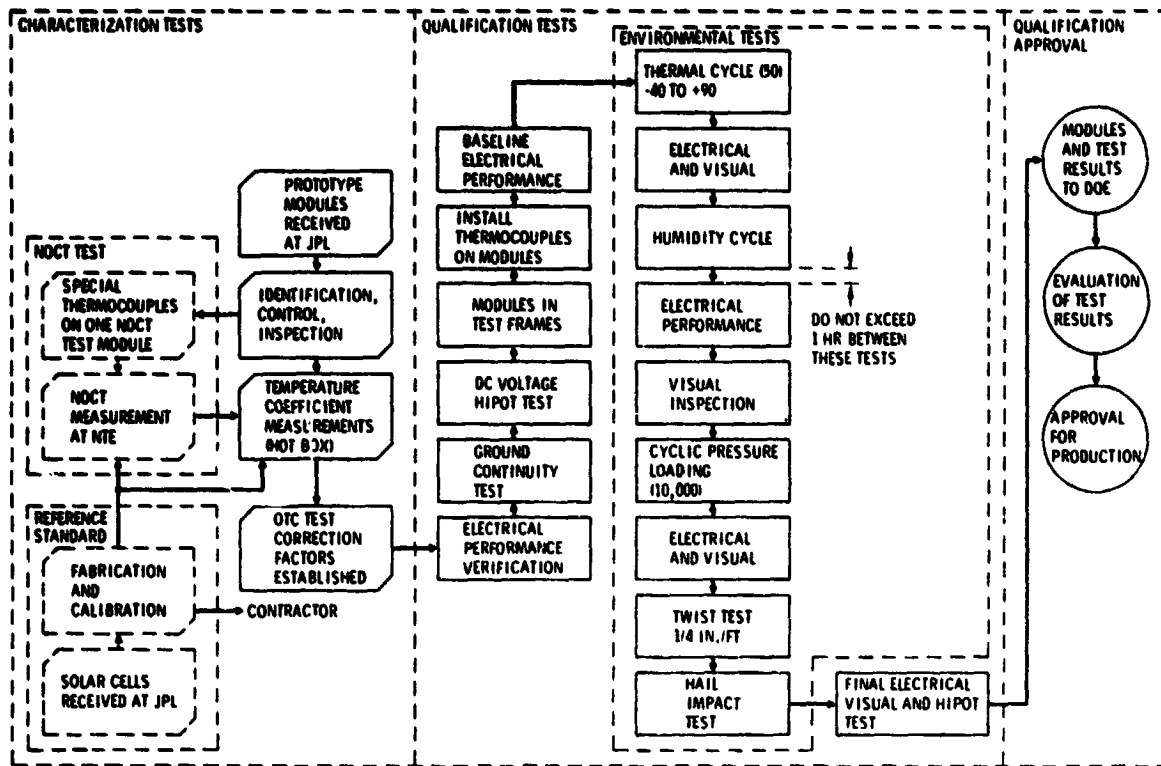 CHARACTERIZATION TESTS
PROTOTYPE
MODULES
RECEIVED
AT JPL
NOCT TEST
SPECIAL
THERMOCOUPLES
ON ONE NOCT
TEST MODULE
IDENTIFICATION,
CONTROL,
INSPECTION
NOCT
MEASUREMENT
AT NTE
TEMPERATURE
COEFFICIENT
MEASUREMENTS
(HOT BOX)
REFERENCE
STANDARD
FABRICATION
AND
CALIBRATION
CONTRACTOR
SOLAR CELLS
RECEIVED AT JPL
OTC TEST
CORRECTION
FACTORS
ESTABLISHED
QUALIFICATION TESTS
BASELINE
ELECTRICAL
PERFORMANCE
INSTALL
THERMOCOUPLES
ON MODULES
MODULES IN
TEST FRAMES
DC VOLTAGE
HIPOT TEST
GROUND
CONTINUITY
TEST
ELECTRICAL
PERFORMANCE
VERIFICATION
ENVIRONMENTAL TESTS
THERMAL CYCLE (50)
-40 TO +90
ELECTRICAL
AND VISUAL
HUMIDITY CYCLE
ELECTRICAL
PERFORMANCE
DO NOT EXCEED
1 HR BETWEEN
THESE TESTS
VISUAL
INSPECTION
CYCLIC PRESSURE
LOADING
(10,000)
ELECTRICAL
AND VISUAL
TWIST TEST
1/4 IN./FT
HAIL
IMPACT
TEST
FINAL ELECTRICAL
VISUAL AND HIPOT
TEST
QUALIFICATION
APPROVAL
MODULES
AND TEST
RESULTS
TO DOE
EVALUATION
OF TEST
RESULTS
APPROVAL
FOR
PRODUCTION